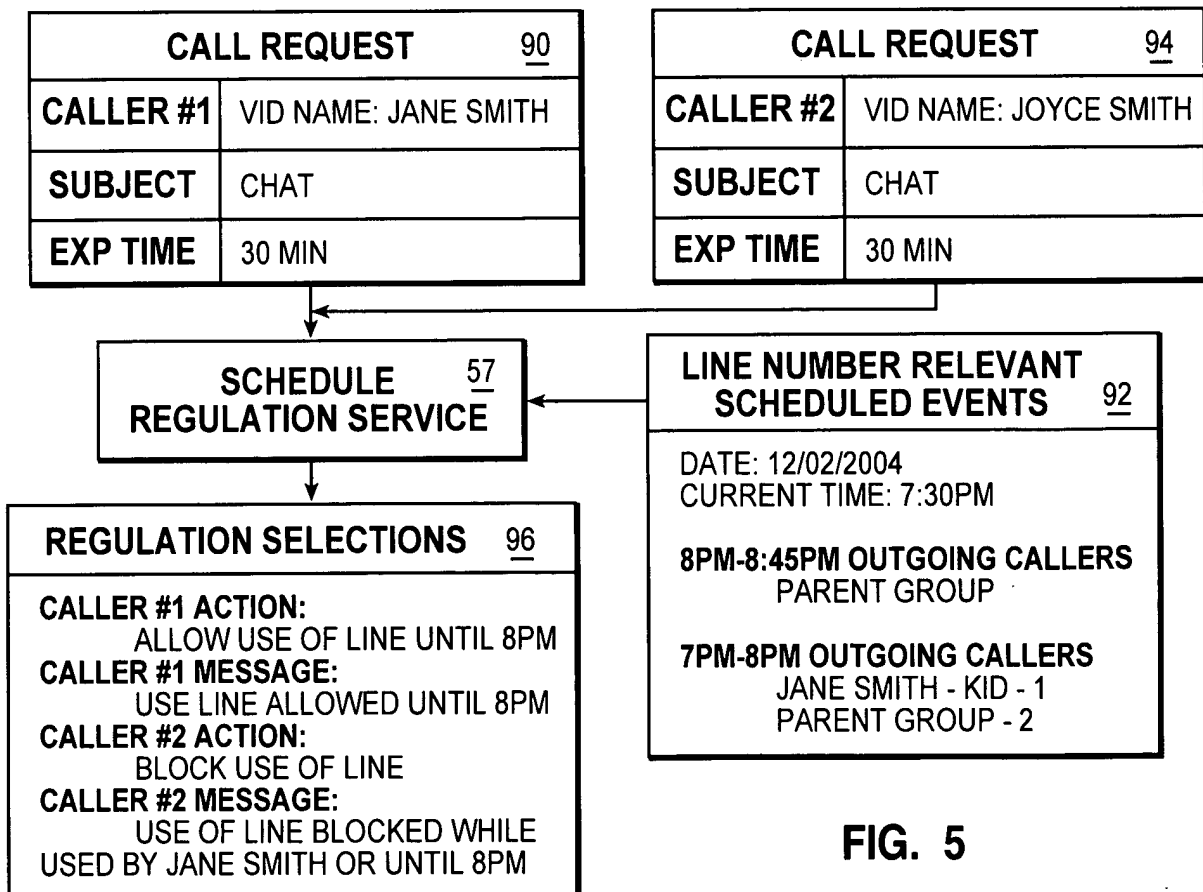 CALL REQUEST 90
CALLER #1 VID NAME: JANE SMITH
SUBJECT CHAT
EXP TIME 30 MIN
CALL REQUEST 94
CALLER #2 VID NAME: JOYCE SMITH
SUBJECT CHAT
EXP TIME 30 MIN
SCHEDULE 57
REGULATION SERVICE
LINE NUMBER RELEVANT
SCHEDULED EVENTS 92
DATE: 12/02/2004
CURRENT TIME: 7:30PM
8PM-8:45PM OUTGOING CALLERS
PARENT GROUP
7PM-8PM OUTGOING CALLERS
JANE SMITH - KID - 1
PARENT GROUP - 2
REGULATION SELECTIONS 96
CALLER #1 ACTION:
ALLOW USE OF LINE UNTIL 8PM
CALLER #1 MESSAGE:
USE LINE ALLOWED UNTIL 8PM
CALLER #2 ACTION:
BLOCK USE OF LINE
CALLER #2 MESSAGE:
USE OF LINE BLOCKED WHILE
USED BY JANE SMITH OR UNTIL 8PM
FIG. 5